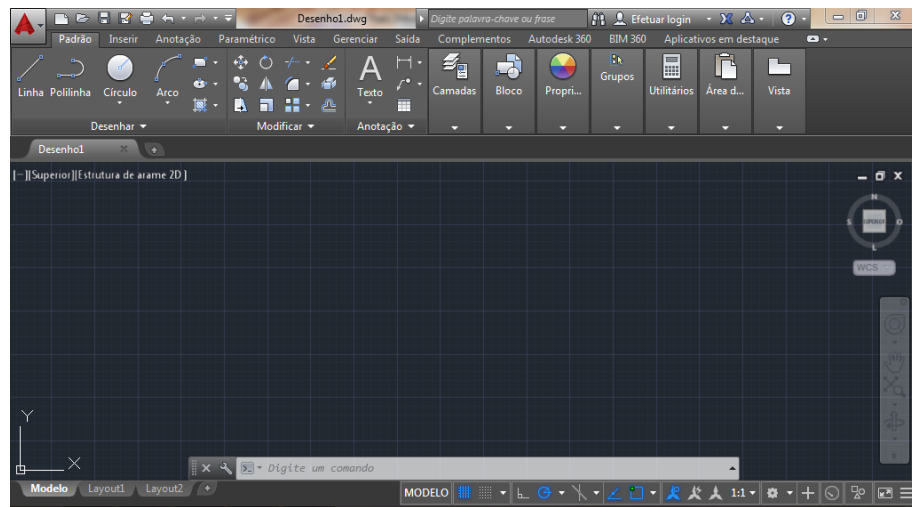 Desenho1.dwg Digite palavra-chave ou frase Efetuar login
Padrão Inserir Anotação Paramétrico Vista Gerenciar Saída Complementos Autodesk 360 BIM 360 Aplicativos em destaque
Linha Polilinha Círculo Arco Texto Camadas Bloco Propri... Grupos Utilitários Área d... Vista
Desenhar Modificar Anotação
Desenho1
[−][Superior][Estrutura de arame 2D]
N
S SUPERIOR O
L
WCS
Y
X
Digite um comando
Modelo Layout1 Layout2
MODELO 1:1